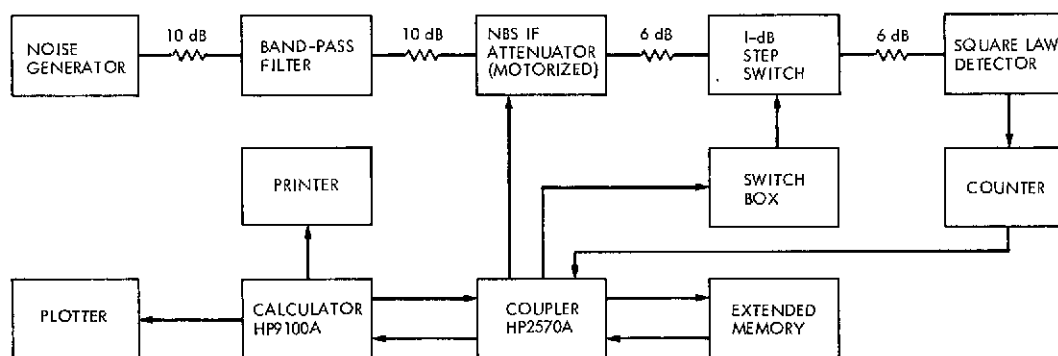 10 dB
10 dB
6 dB
6 dB
NOISE
GENERATOR
BAND-PASS
FILTER
NBS IF
ATTENUATOR
(MOTORIZED)
1-dB
STEP
SWITCH
SQUARE LAW
DETECTOR
PRINTER
SWITCH
BOX
COUNTER
PLOTTER
CALCULATOR
HP9100A
COUPLER
HP2570A
EXTENDED
MEMORY